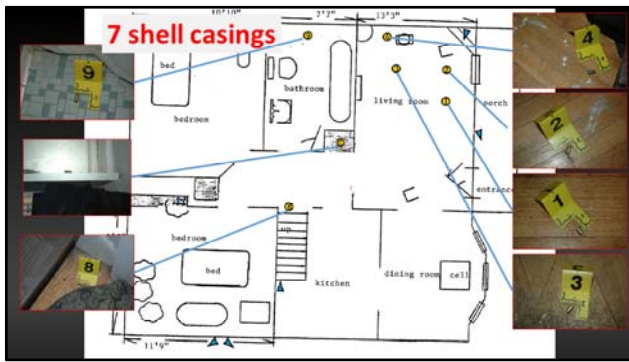 7 shell casings
10'10"
7'7"
13'3"
9
bed
bathroom
bedroom
living room
porch
4
2
1
3
8
entrance
up
bedroom
bed
kitchen
dining room
cell
11'9"